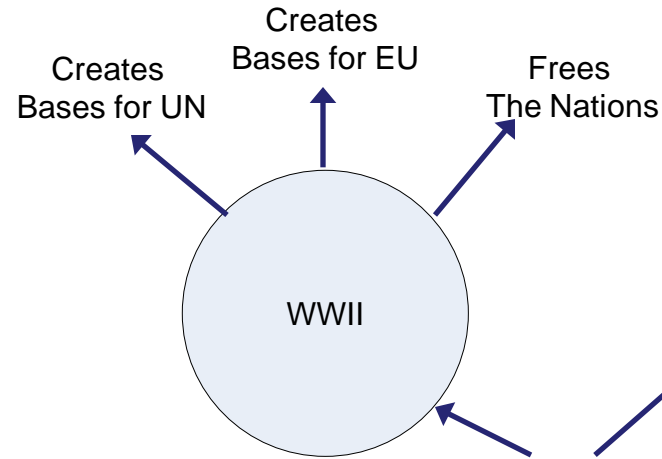 Creates
Bases for UN
Creates
Bases for EU
Frees
The Nations
WWII